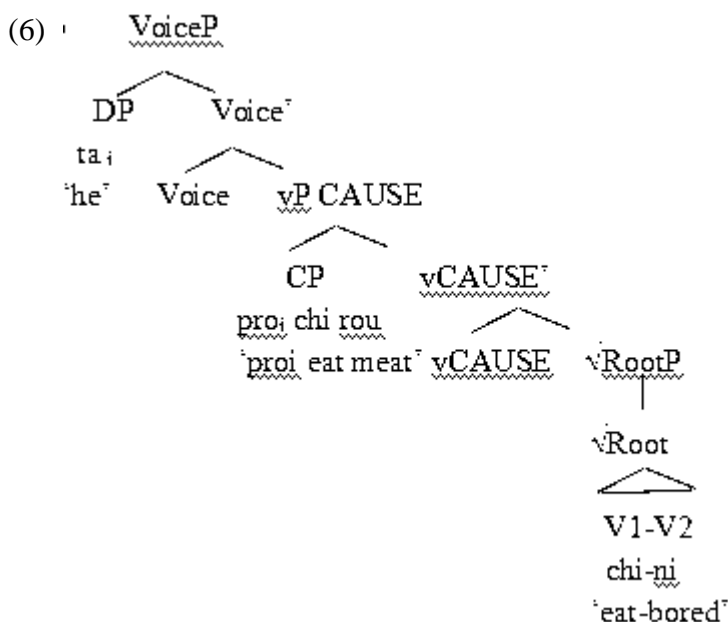 (6) VoiceP
DP Voice'
ta i
'he' Voice vP CAUSE
CP vCAUSE'
proi chi rou
'proi eat meat' vCAUSE √RootP
√Root
V1-V2
chi-ni
'eat-bored'